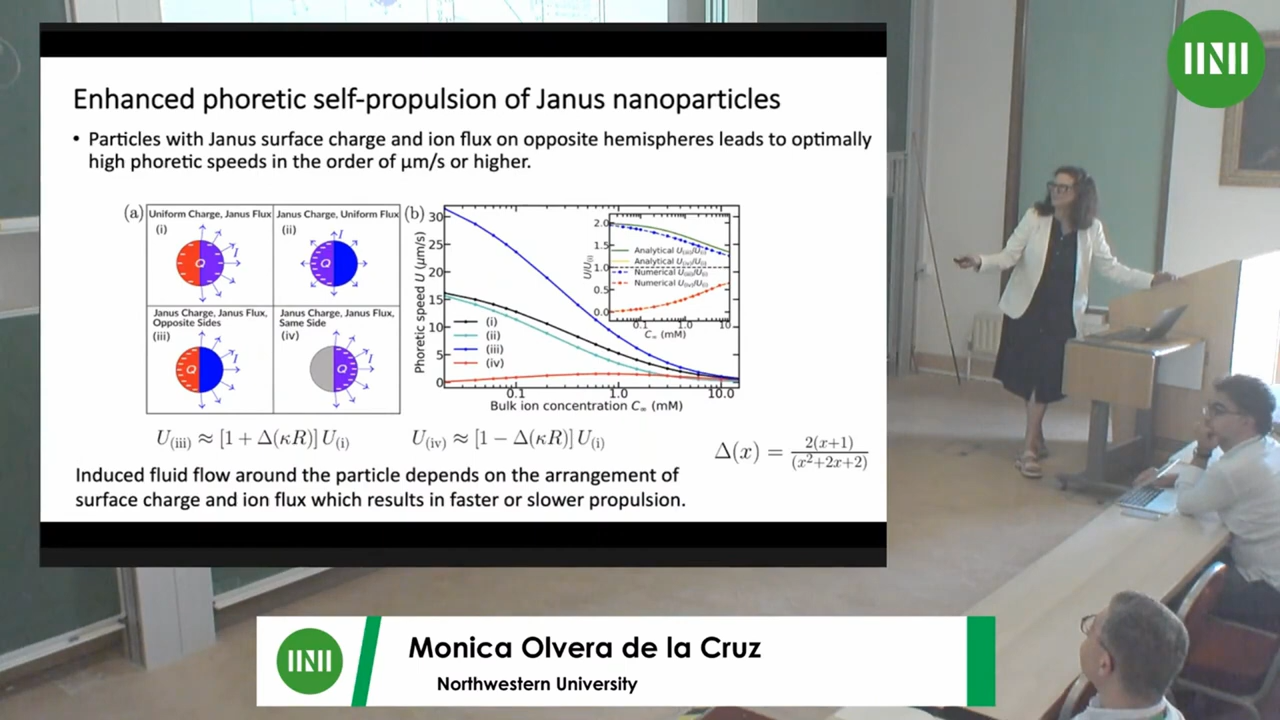 Enhanced phoretic self-propulsion of Janus nanoparticles
• Particles with Janus surface charge and ion flux on opposite hemispheres leads to optimally
high phoretic speeds in the order of µm/s or higher.
(a)
Uniform Charge, Janus Flux
(i)
Q
I
Janus Charge, Uniform Flux
(ii)
Q
I
Janus Charge, Janus Flux,
Opposite Sides
(iii)
Q
I
Janus Charge, Janus Flux,
Same Side
(iv)
Q
I
(b)
Phoretic speed U (µm/s)
30
25
20
15
10
5
0
(i)
(ii)
(iii)
(iv)
0.1 1.0 10.0
Bulk ion concentration C∞ (mM)
U/U(i)
2.0
1.5
1.0
0.5
0.0
Analytical U(iii)/U(i)
Analytical U(iv)/U(i)
Numerical U(iii)/U(i)
Numerical U(iv)/U(i)
0.1 1.0 10
C∞ (mM)
U(iii) ≈ [1 + Δ(κR)] U(i)
U(iv) ≈ [1 − Δ(κR)] U(i)
Δ(x) = 2(x+1)/(x²+2x+2)
Induced fluid flow around the particle depends on the arrangement of
surface charge and ion flux which results in faster or slower propulsion.
Monica Olvera de la Cruz
Northwestern University